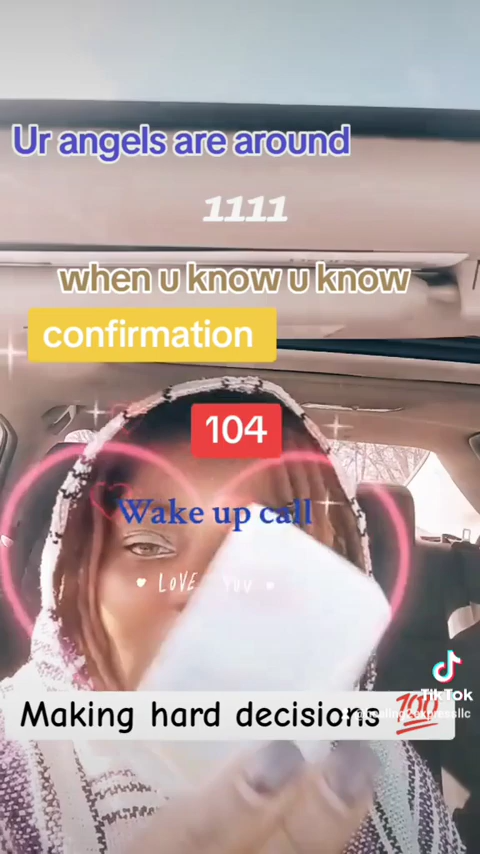 Ur angels are around
1111
when u know u know
confirmation
104
Wake up call
LOVE YOU
Making hard decisions 💯
TikTok